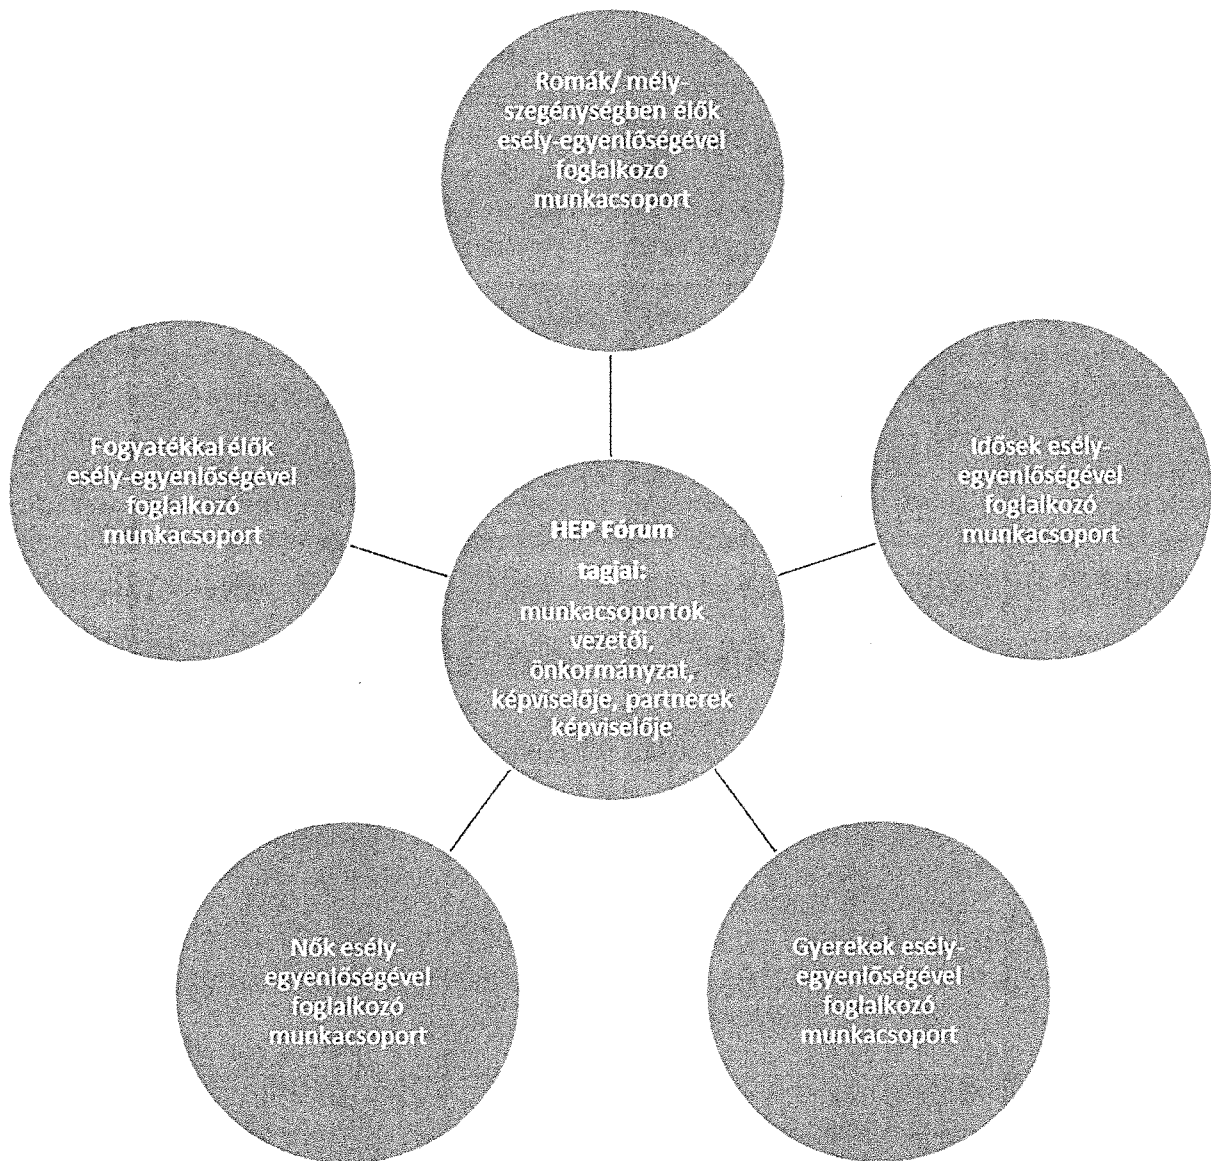 Romák/ mély-
szegénységben élők
esély-egyenlőségével
foglalkozó
munkacsoport
Fogyatékkal élők
esély-egyenlőségével
foglalkozó
munkacsoport
Idősek esély-
egyenlőségével
foglalkozó
munkacsoport
HEP Fórum
tagjai:
munkacsoportok
vezetői,
önkormányzat,
képviselője, partnerek
képviselője
Nők esély-
egyenlőségével
foglalkozó
munkacsoport
Gyerekek esély-
egyenlőségével
foglalkozó
munkacsoport